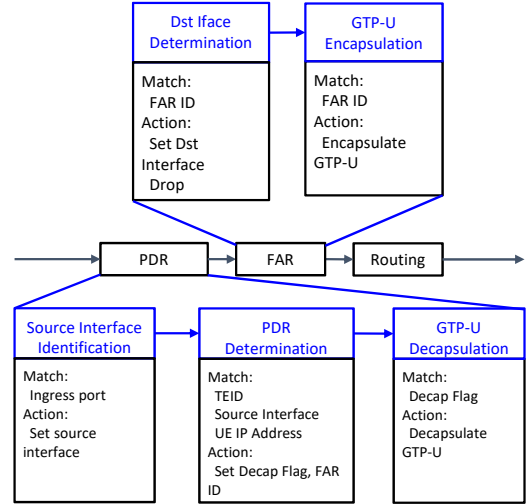 Dst Iface
Determination
GTP-U
Encapsulation
Match:
FAR ID
Action:
Set Dst
Interface
Drop
Match:
FAR ID
Action:
Encapsulate
GTP-U
PDR
FAR
Routing
Source Interface
Identification
PDR
Determination
GTP-U
Decapsulation
Match:
Ingress port
Action:
Set source
interface
Match:
TEID
Source Interface
UE IP Address
Action:
Set Decap Flag, FAR
ID
Match:
Decap Flag
Action:
Decapsulate
GTP-U